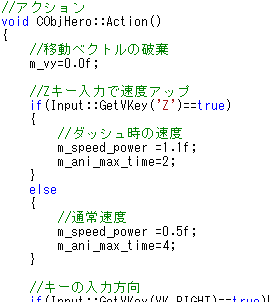 //アクション
void CObjHero::Action()
{
//移動ベクトルの破棄
m_vy=0.0f;
//Zキー入力で速度アップ
if(Input::GetVKey('Z')==true)
{
//ダッシュ時の速度
m_speed_power =1.1f;
m_ani_max_time=2;
}
else
{
//通常速度
m_speed_power =0.5f;
m_ani_max_time=4;
}
//キーの入力方向
if(Input::GetVKey(VK_RIGHT)==true)